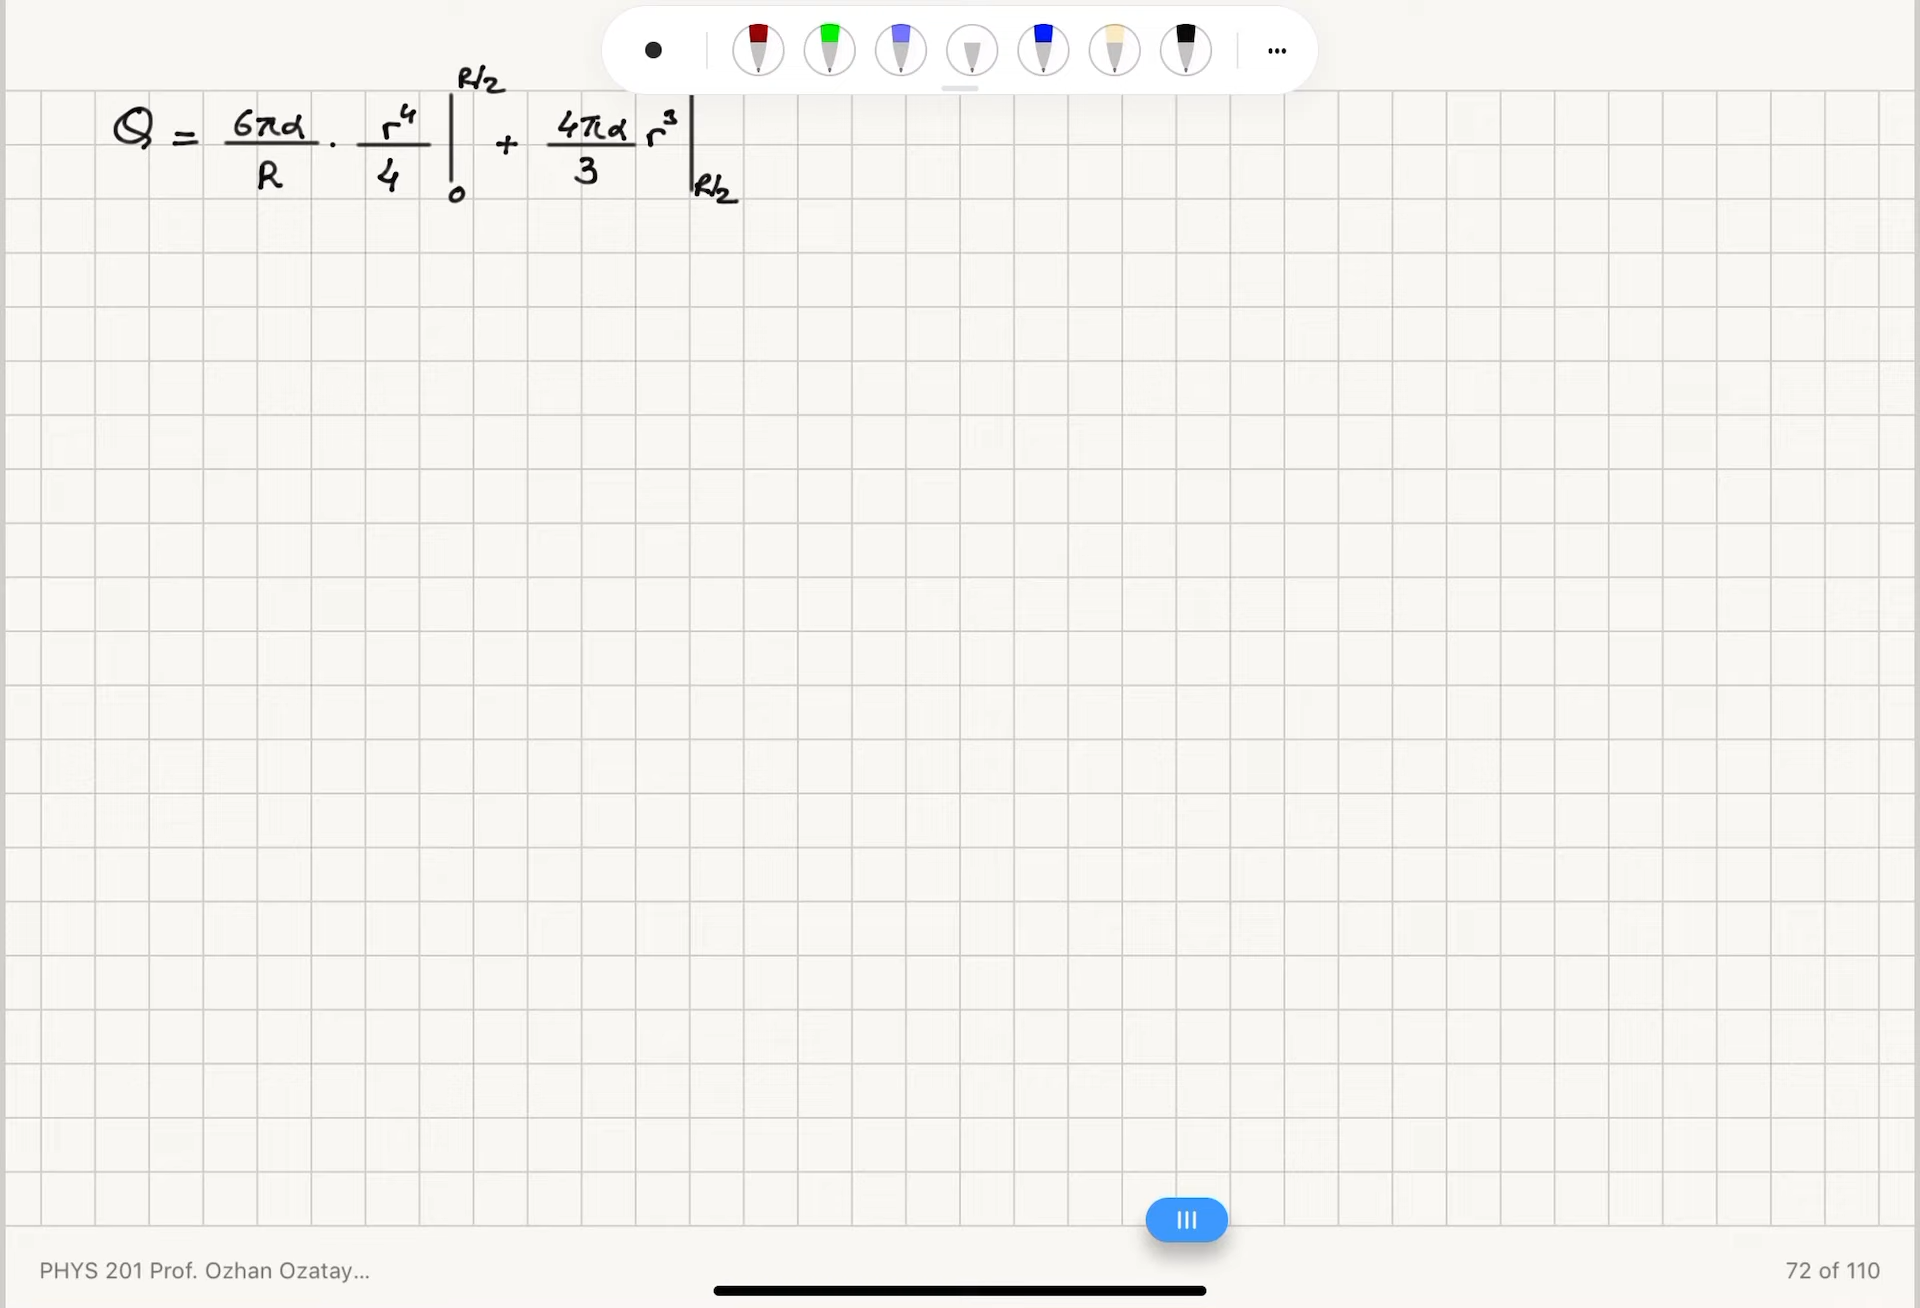 Q = 6πα/R · r⁴/4 |₀^{R/2} + 4πα/3 r³ |_{R/2}
PHYS 201 Prof. Ozhan Ozatay...
72 of 110